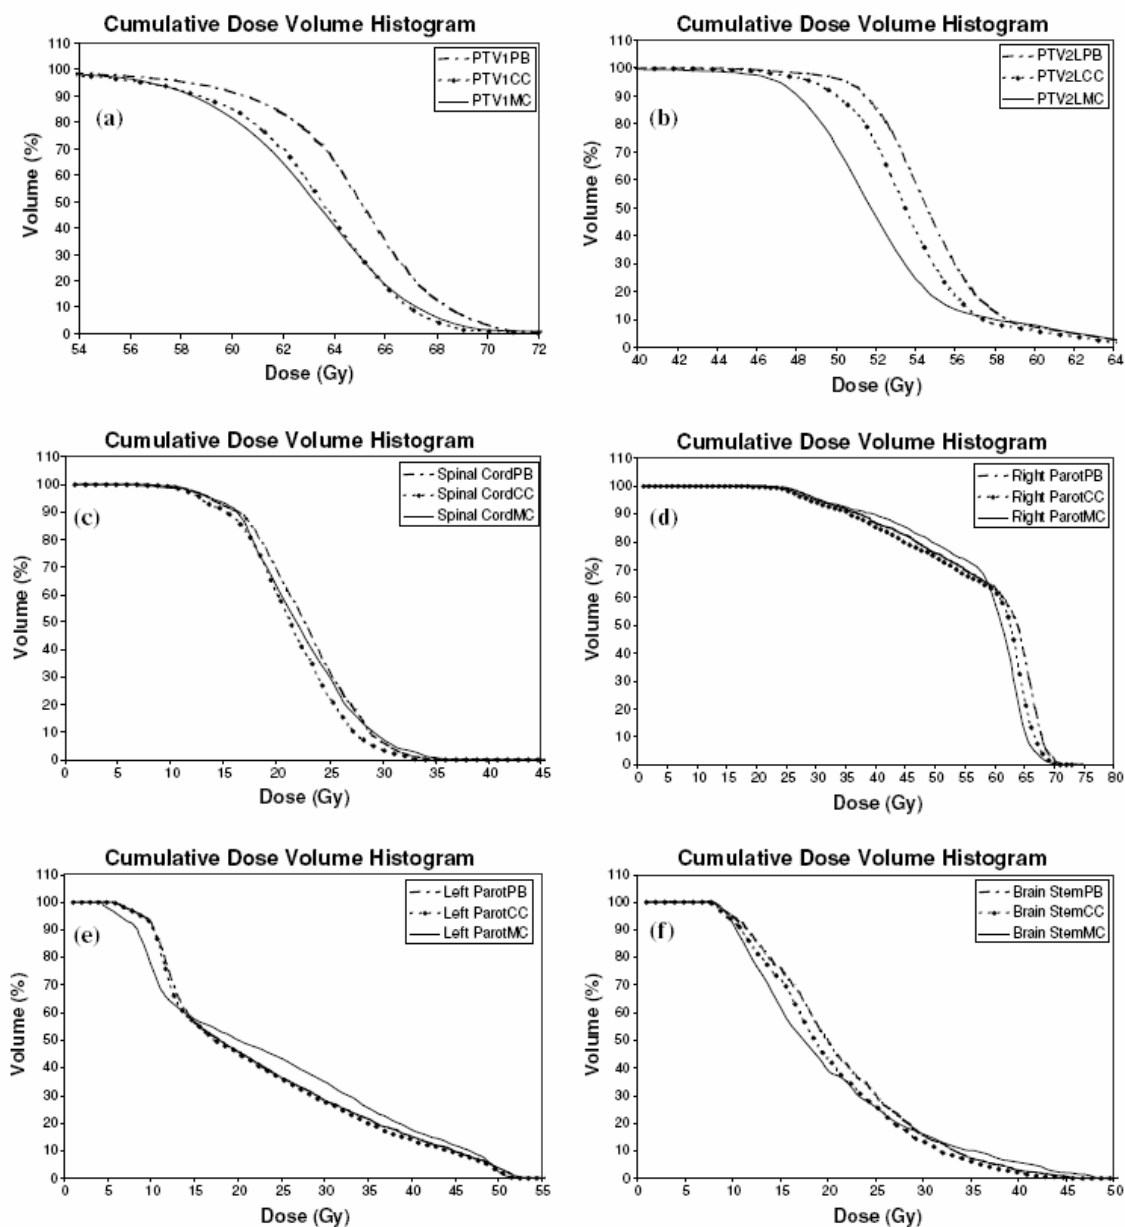 Cumulative Dose Volume Histogram
110
100
90
80
70
60
50
40
30
20
10
0
Volume (%)
(a)
PTV1PB
PTV1CC
PTV1MC
54 56 58 60 62 64 66 68 70 72
Dose (Gy)
Cumulative Dose Volume Histogram
110
100
90
80
70
60
50
40
30
20
10
0
Volume (%)
(b)
PTV2LPB
PTV2LCC
PTV2LMC
40 42 44 46 48 50 52 54 56 58 60 62 64
Dose (Gy)
Cumulative Dose Volume Histogram
110
100
90
80
70
60
50
40
30
20
10
0
Volume (%)
(c)
Spinal CordPB
Spinal CordCC
Spinal CordMC
0 5 10 15 20 25 30 35 40 45
Dose (Gy)
Cumulative Dose Volume Histogram
110
100
90
80
70
60
50
40
30
20
10
0
Volume (%)
(d)
Right ParotPB
Right ParotCC
Right ParotMC
0 5 10 15 20 25 30 35 40 45 50 55 60 65 70 75 80
Dose (Gy)
Cumulative Dose Volume Histogram
110
100
90
80
70
60
50
40
30
20
10
0
Volume (%)
(e)
Left ParotPB
Left ParotCC
Left ParotMC
0 5 10 15 20 25 30 35 40 45 50 55
Dose (Gy)
Cumulative Dose Volume Histogram
110
100
90
80
70
60
50
40
30
20
10
0
Volume (%)
(f)
Brain StemPB
Brain StemCC
Brain StemMC
0 10 20 30 40 50
Dose (Gy)